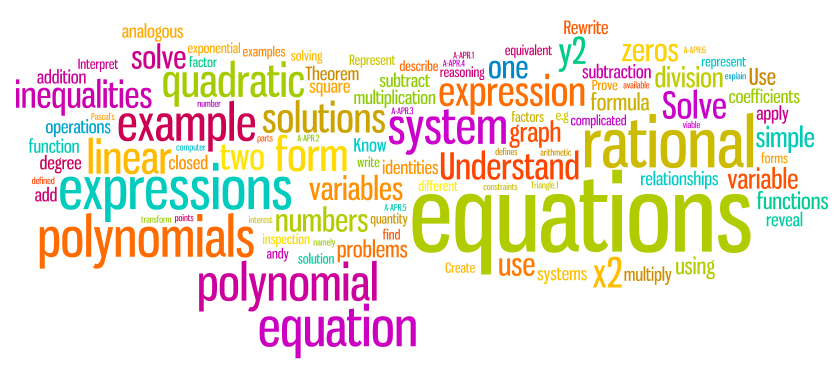 analogous
Rewrite
exponential examples solving
equivalent y2 zeros A-APR.6
Interpret solve factor
Represent describe A-APR.1
A-APR.4
reasoning one
represent
addition quadratic Theorem subtract
subtraction division explain Use
inequalities number square multiplication expression Prove available
formula Solve coefficients
Pascal's example solutions A-APR.3 system factors e.g complicated viable apply
operations
function computer parts A-APR.2 Know graph rational simple
degree linear closed two form write identities Understand defines arithmetic forms
defined add expressions variables different constraints Triangle.1 relationships variable
A-APR.5 equations functions
transform points interest numbers quantity reveal
polynomials inspection namely find
andy solution problems
polynomial Create use systems x2 multiply using
equation